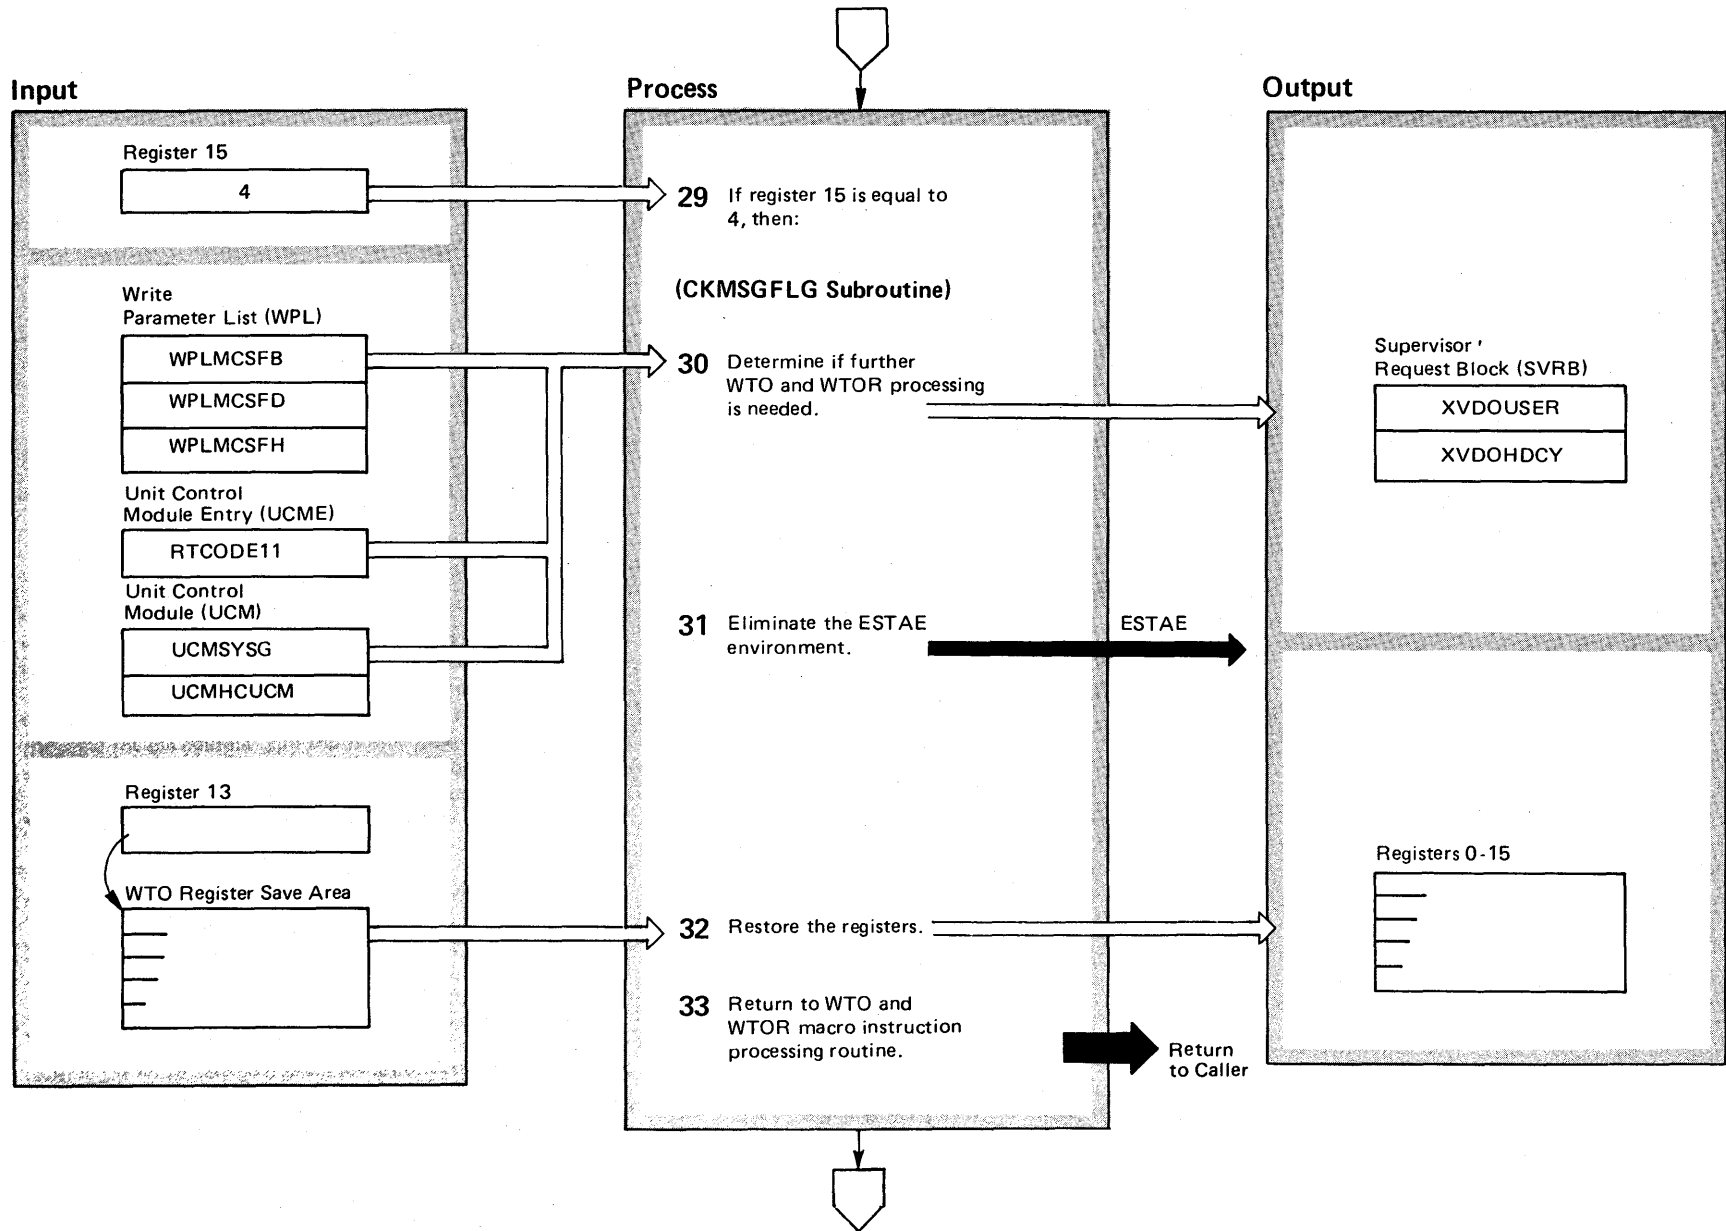 Input
Register 15
4
Write
Parameter List (WPL)
WPLMCSFB
WPLMCSFD
WPLMCSFH
Unit Control
Module Entry (UCME)
RTCODE11
Unit Control
Module (UCM)
UCMSYSG
UCMHCUCM
Register 13
WTO Register Save Area
Process
29 If register 15 is equal to
4, then:
(CKMSGFLG Subroutine)
30 Determine if further
WTO and WTOR processing
is needed.
31 Eliminate the ESTAE
environment.
ESTAE
32 Restore the registers.
33 Return to WTO and
WTOR macro instruction
processing routine.
Return
to Caller
Output
Supervisor '
Request Block (SVRB)
XVDOUSER
XVDOHDCY
Registers 0-15